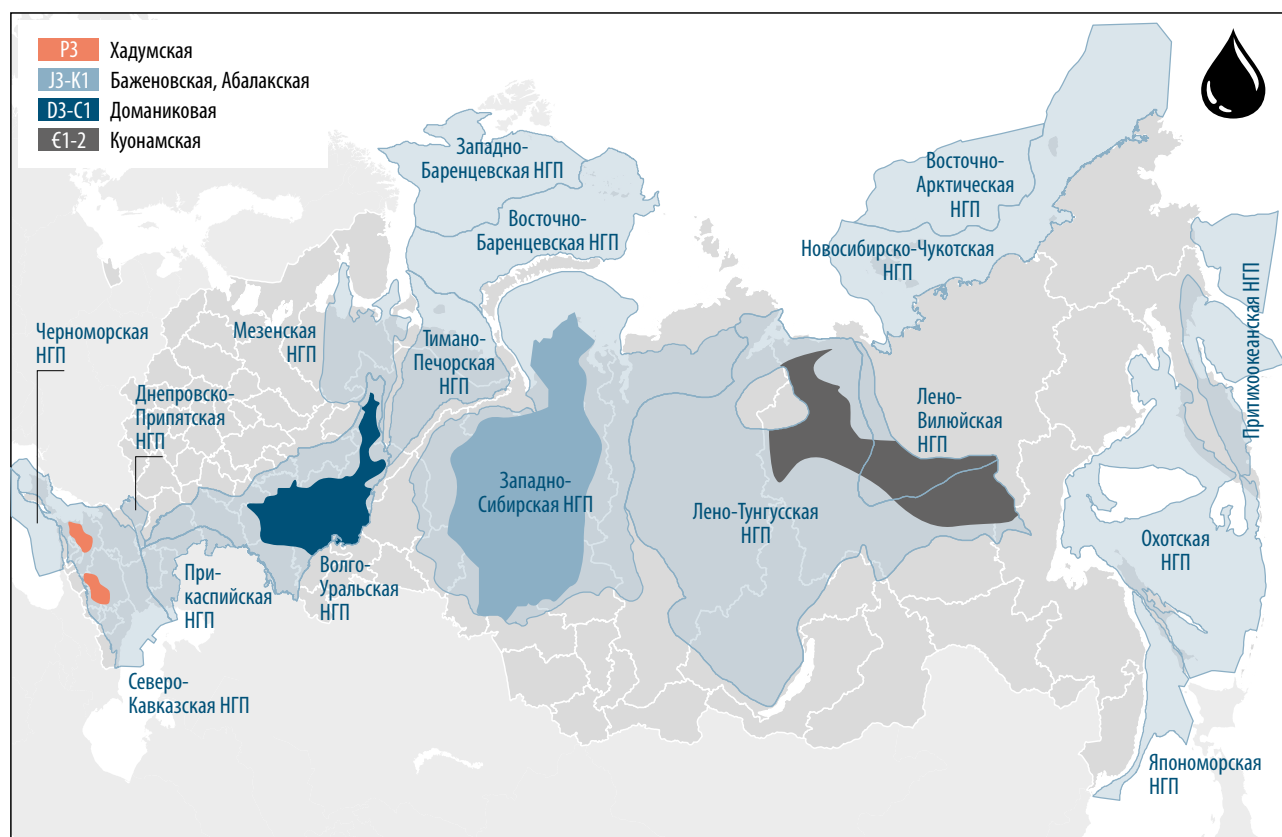 P3 Хадумская
J3-K1 Баженовская, Абалакская
D3-C1 Доманиковая
Є1-2 Куонамская
Западно-
Баренцевская НГП
Восточно-
Баренцевская НГП
Восточно-
Арктическая
НГП
Новосибирско-Чукотская
НГП
Притихоокеанская НГП
Черноморская
НГП
Мезенская
НГП
Тимано-
Печорская
НГП
Днепровско-
Припятская
НГП
Лено-
Вилюйская
НГП
Западно-
Сибирская НГП
Лено-Тунгусская
НГП
Охотская
НГП
При-
каспийская
НГП
Волго-
Уральская
НГП
Северо-
Кавказская НГП
Япономорская
НГП